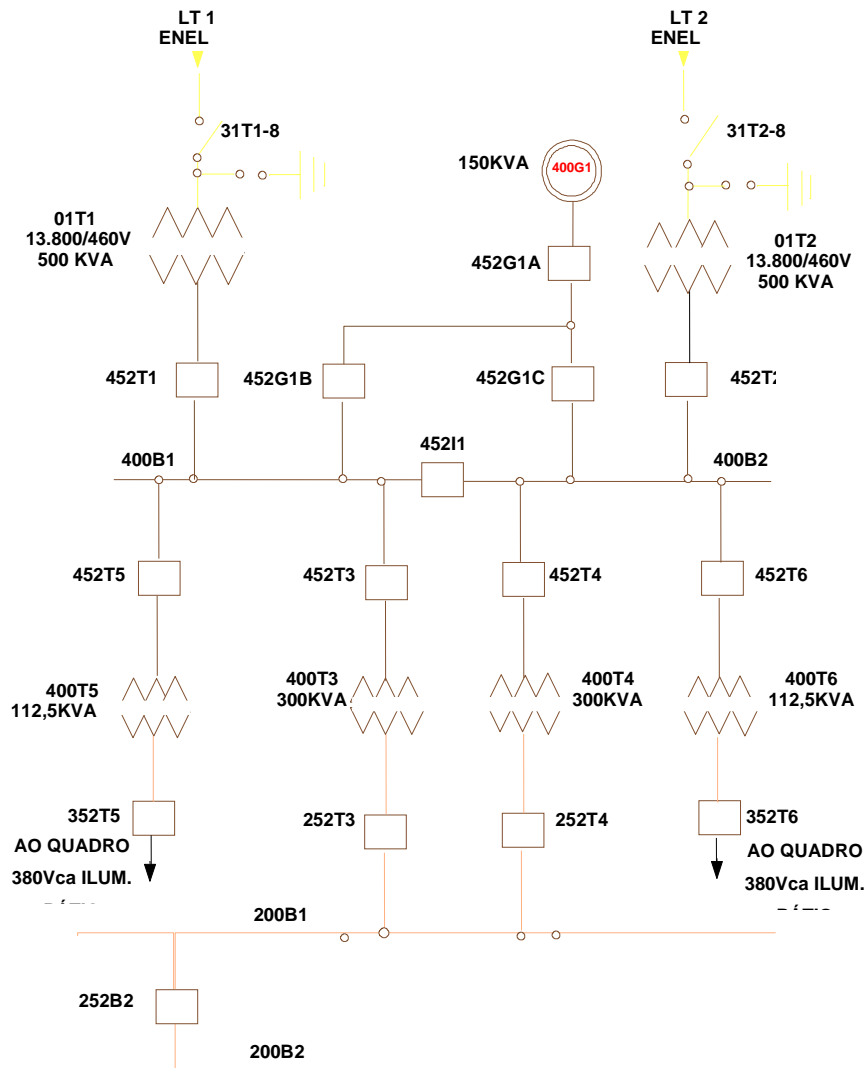 LT 1
ENEL
LT 2
ENEL
31T1-8
31T2-8
150KVA
400G1
01T1
13.800/460V
500 KVA
452G1A
01T2
13.800/460V
500 KVA
452T1
452G1B
452G1C
452T2
452I1
400B1
400B2
452T5
452T3
452T4
452T6
400T5
112,5KVA
400T3
300KVA
400T4
300KVA
400T6
112,5KVA
352T5
252T3
252T4
352T6
AO QUADRO
380Vca ILUM.
AO QUADRO
380Vca ILUM.
200B1
252B2
200B2